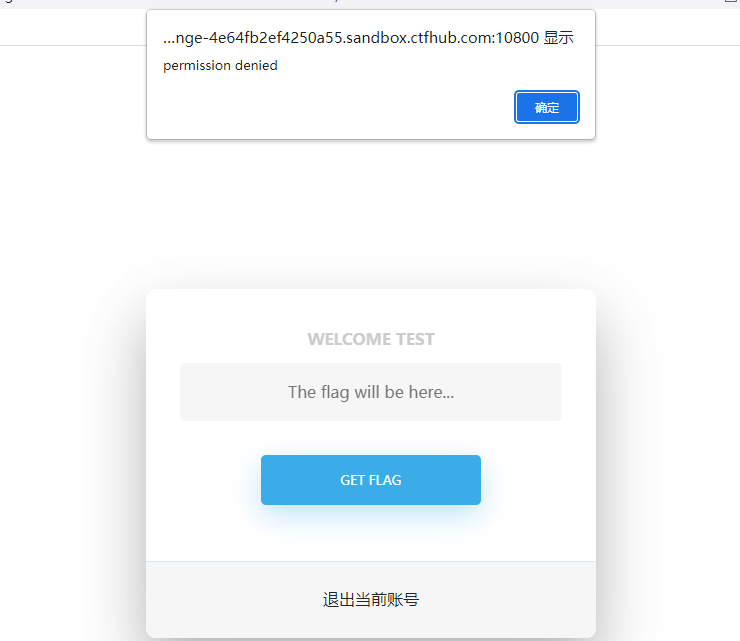 ...nge-4e64fb2ef4250a55.sandbox.ctfhub.com:10800 显示
permission denied
确定
WELCOME TEST
The flag will be here...
GET FLAG
退出当前账号